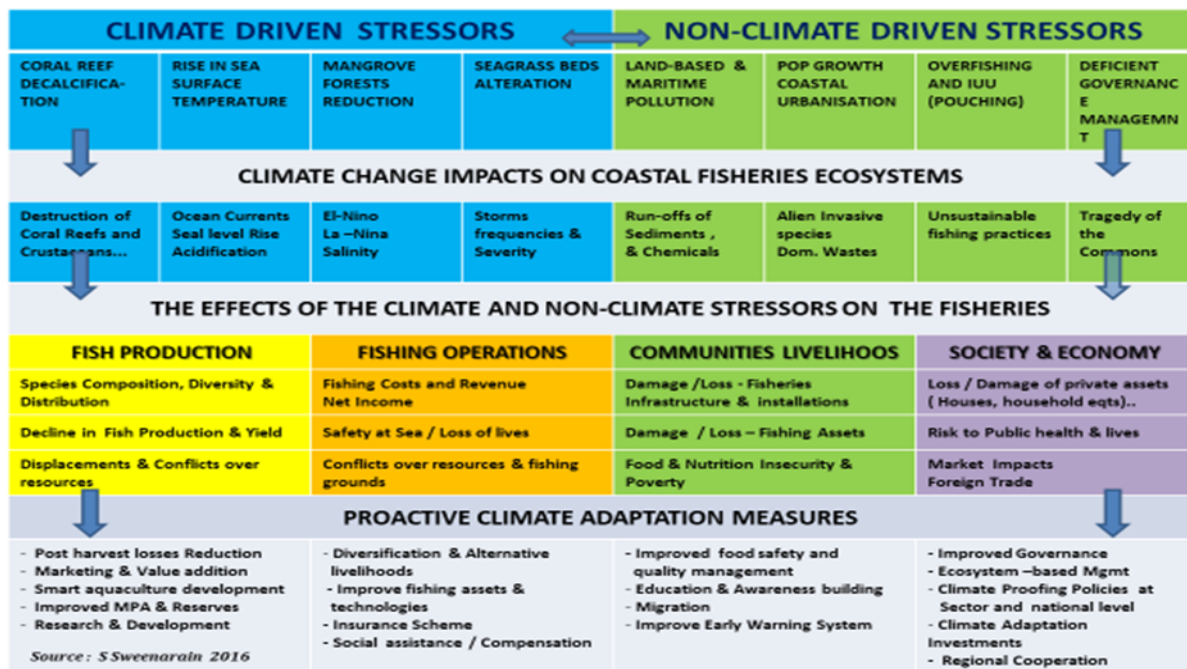 CLIMATE DRIVEN STRESSORS
NON-CLIMATE DRIVEN STRESSORS
CORAL REEF
DECALCIFICA-
TION
RISE IN SEA
SURFACE
TEMPERATURE
MANGROVE
FORESTS
REDUCTION
SEAGRASS BEDS
ALTERATION
LAND-BASED &
MARITIME
POLLUTION
POP GROWTH
COASTAL
URBANISATION
OVERFISHING
AND IUU
(POUCHING)
DEFICIENT
GOVERNANC
E
MANAGEMN
T
CLIMATE CHANGE IMPACTS ON COASTAL FISHERIES ECOSYSTEMS
Destruction of
Coral Reefs and
Crustaceans...
Ocean Currents
Seal level Rise
Acidification
El-Nino
La –Nina
Salinity
Storms
frequencies &
Severity
Run-offs of
Sediments ,
& Chemicals
Alien Invasive
species
Dom. Wastes
Unsustainable
fishing practices
Tragedy of
the
Commons
THE EFFECTS OF THE CLIMATE AND NON-CLIMATE STRESSORS ON THE FISHERIES
FISH PRODUCTION
FISHING OPERATIONS
COMMUNITIES LIVELIHOOS
SOCIETY & ECONOMY
Species Composition, Diversity &
Distribution
Fishing Costs and Revenue
Net Income
Damage /Loss - Fisheries
Infrastructure & installations
Loss / Damage of private assets
( Houses, household eqts)..
Decline in Fish Production & Yield
Safety at Sea / Loss of lives
Damage / Loss – Fishing Assets
Risk to Public health & lives
Displacements & Conflicts over
resources
Conflicts over resources & fishing
grounds
Food & Nutrition Insecurity &
Poverty
Market Impacts
Foreign Trade
PROACTIVE CLIMATE ADAPTATION MEASURES
- Post harvest losses Reduction
- Marketing & Value addition
- Smart aquaculture development
- Improved MPA & Reserves
- Research & Development
Source : S Sweenarain 2016
- Diversification & Alternative
livelihoods
- Improve fishing assets &
technologies
- Insurance Scheme
- Social assistance / Compensation
- Improved food safety and
quality management
- Education & Awareness building
- Migration
- Improve Early Warning System
- Improved Governance
- Ecosystem –based Mgmt
- Climate Proofing Policies at
Sector and national level
- Climate Adaptation
Investments
- Regional Cooperation